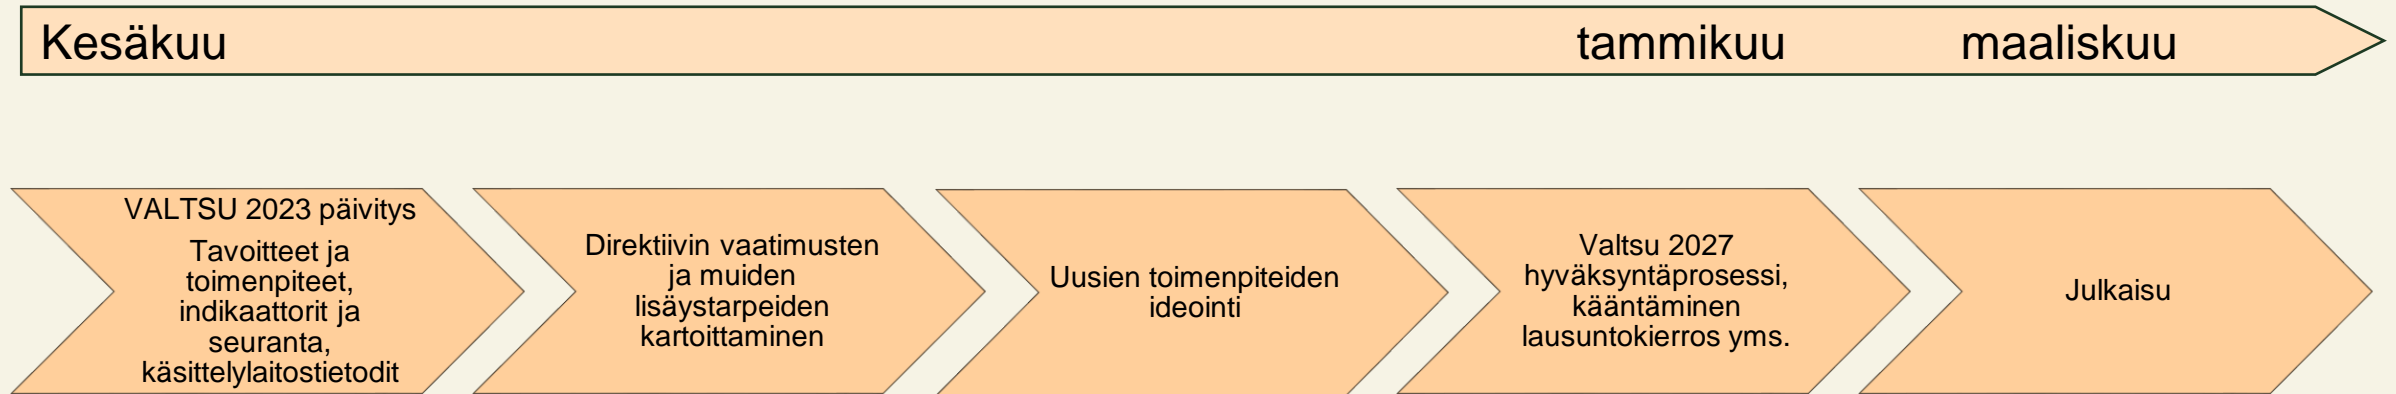 Kesäkuu tammikuu maaliskuu
VALTSU 2023 päivitys
Tavoitteet ja
toimenpiteet,
indikaattorit ja
seuranta,
käsittelylaitostietodit
Direktiivin vaatimusten
ja muiden
lisäystarpeiden
kartoittaminen
Uusien toimenpiteiden
ideointi
Valtsu 2027
hyväksyntäprosessi,
kääntäminen
lausuntokierros yms.
Julkaisu